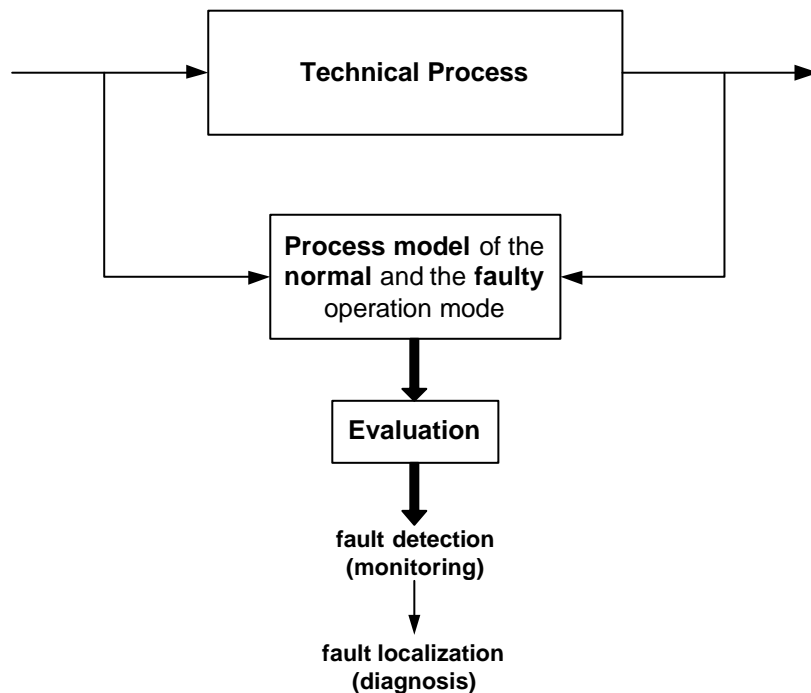 Technical Process
Process model of the
normal and the faulty
operation mode
Evaluation
fault detection
(monitoring)
fault localization
(diagnosis)